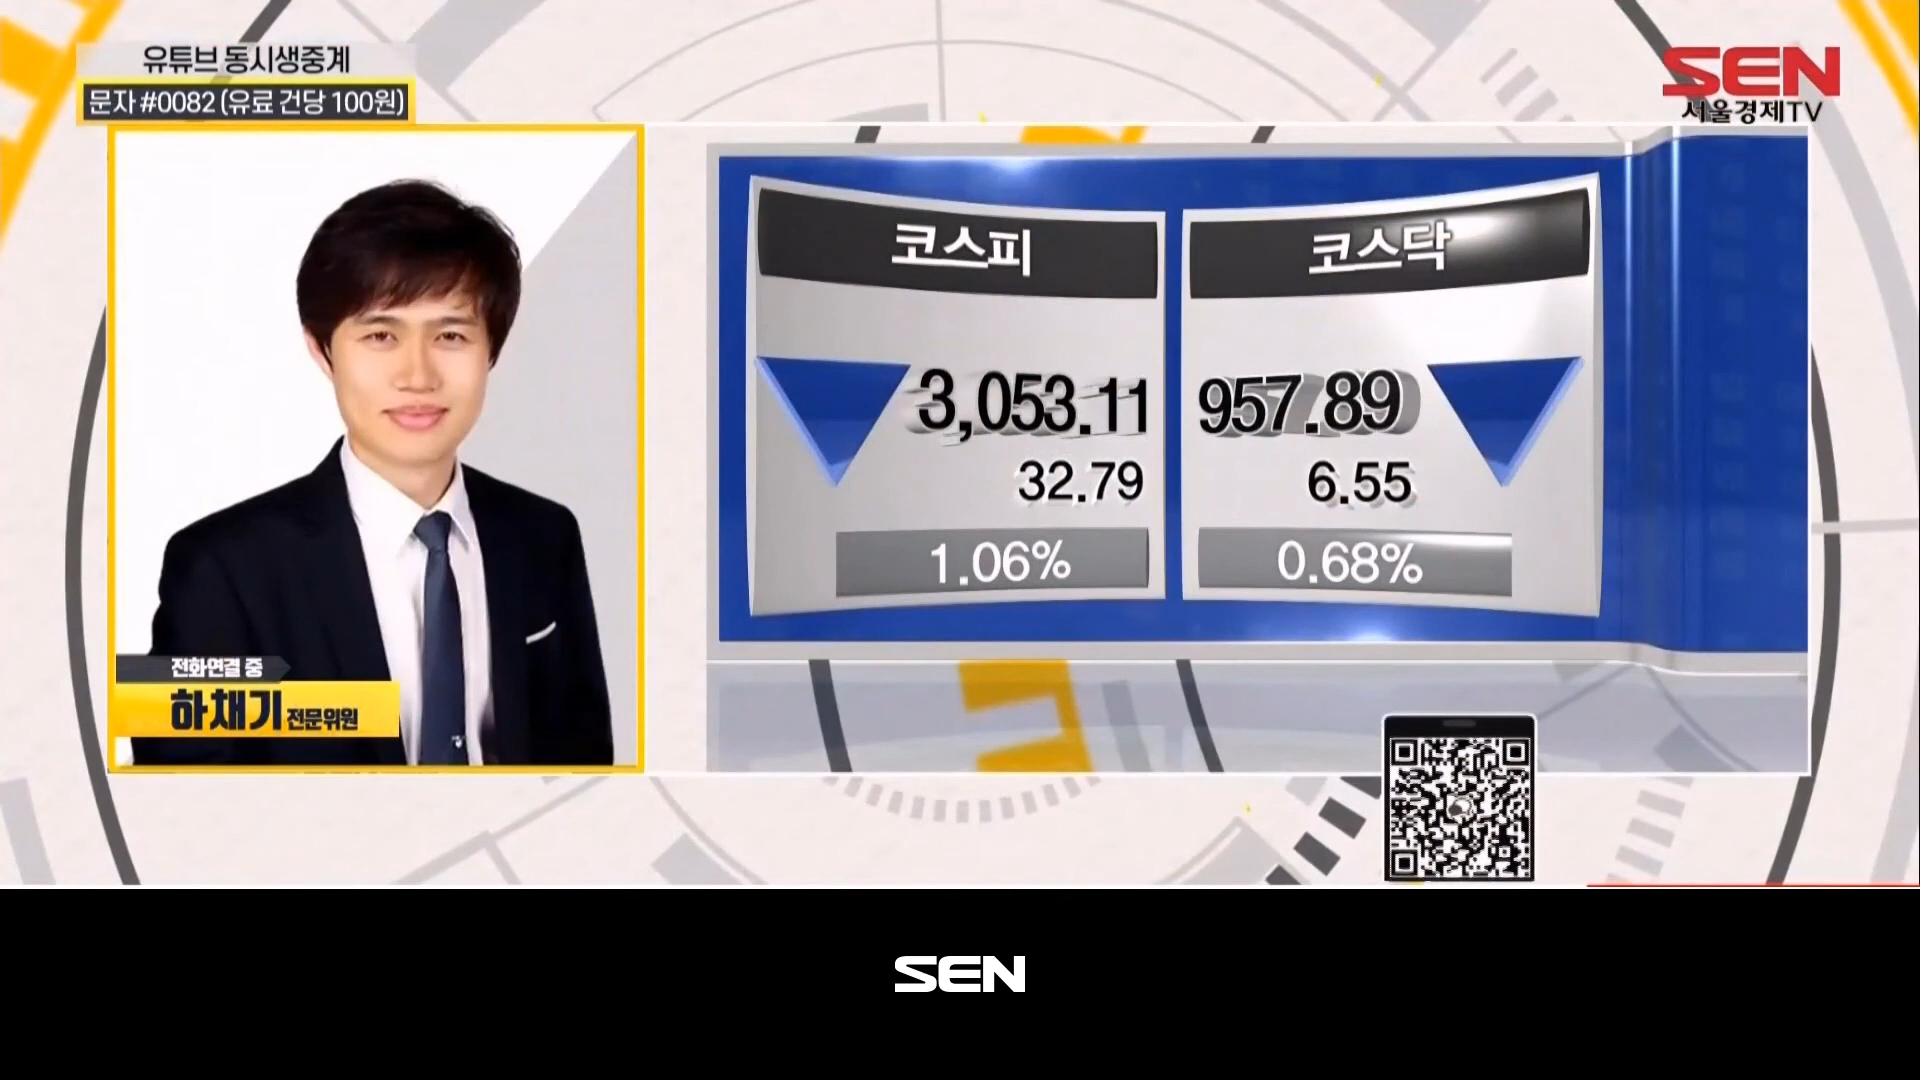 유튜브 동시생중계
문자 #0082 (유료 건당 100원)
SEN
서울경제TV
코스피
코스닥
3,053.11
32.79
1.06%
957.89
6.55
0.68%
전화연결 중
하채기 전문위원
SEN